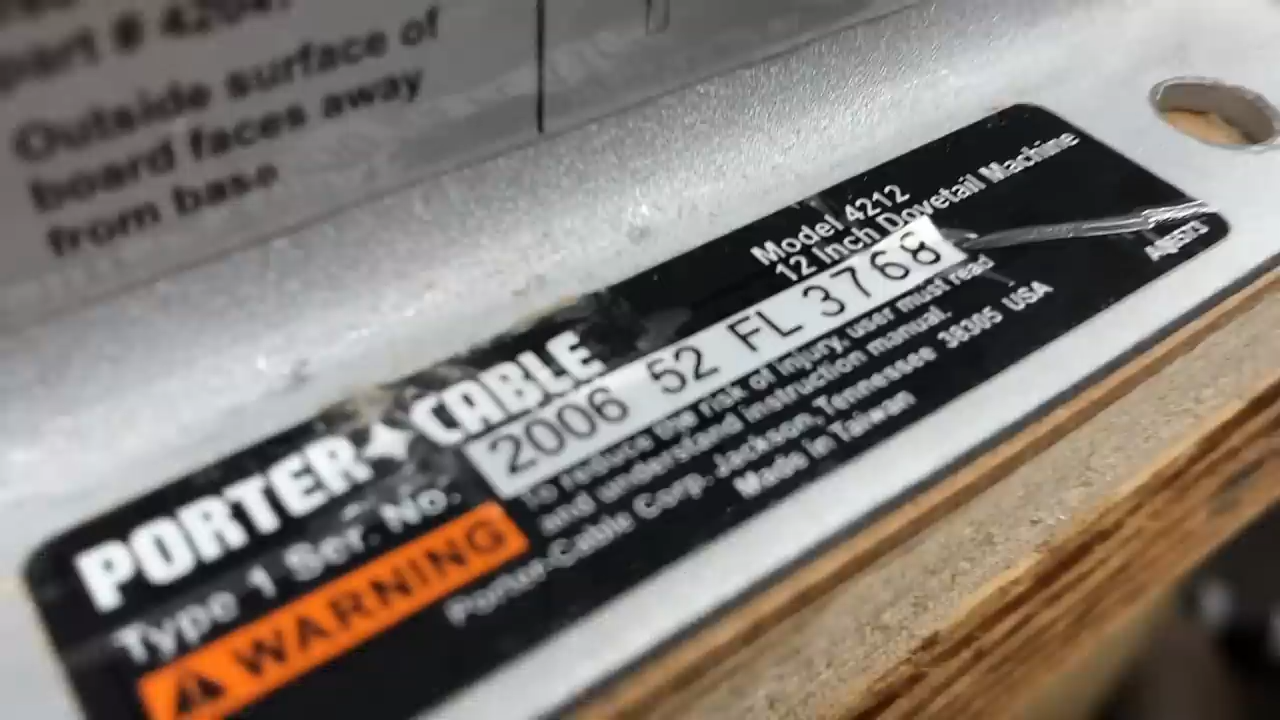 part # 4204
Outside surface of
board faces away
from base
PORTER CABLE
Model 4212
12 Inch Dovetail Machine
Type 1 Ser. No.
2006 52 FL 3768
WARNING
To reduce the risk of injury, user must read
and understand instruction manual.
Porter-Cable Corp. Jackson, Tennessee 38305 USA
Made in Taiwan